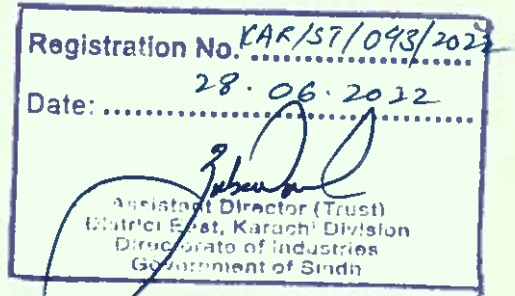 Registration No. KAR/ST/093/2022
Date: 28.06.2022
Assistant Director (Trust)
District East, Karachi Division
Directorate of Industries
Government of Sindh